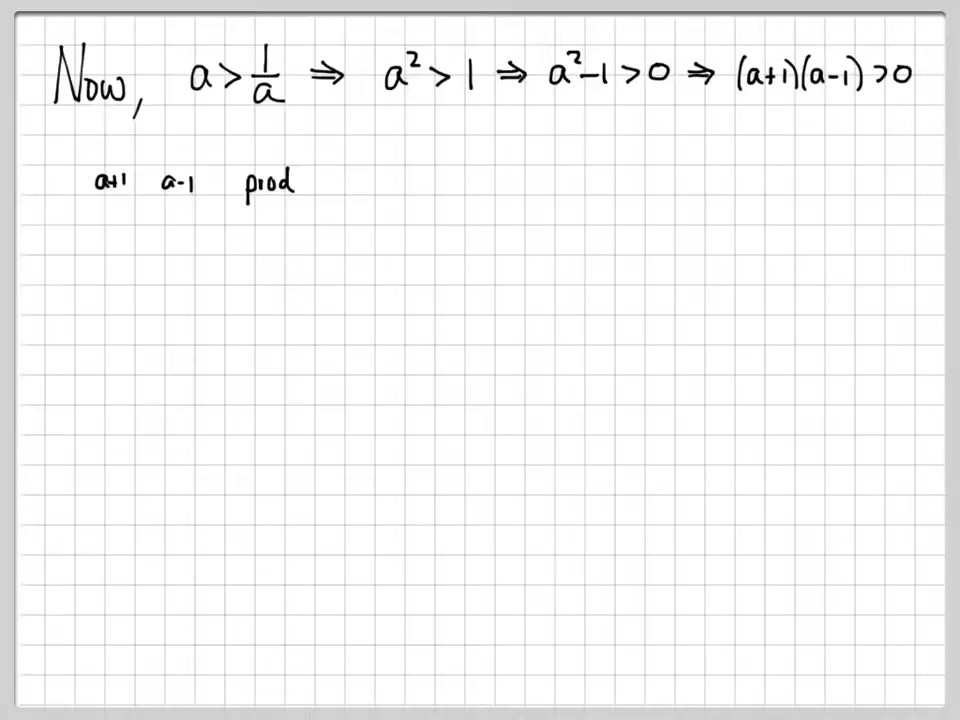 Now, a > 1/a ⇒ a² > 1 ⇒ a²-1 > 0 ⇒ (a+1)(a-1) > 0
a+1 a-1 prod